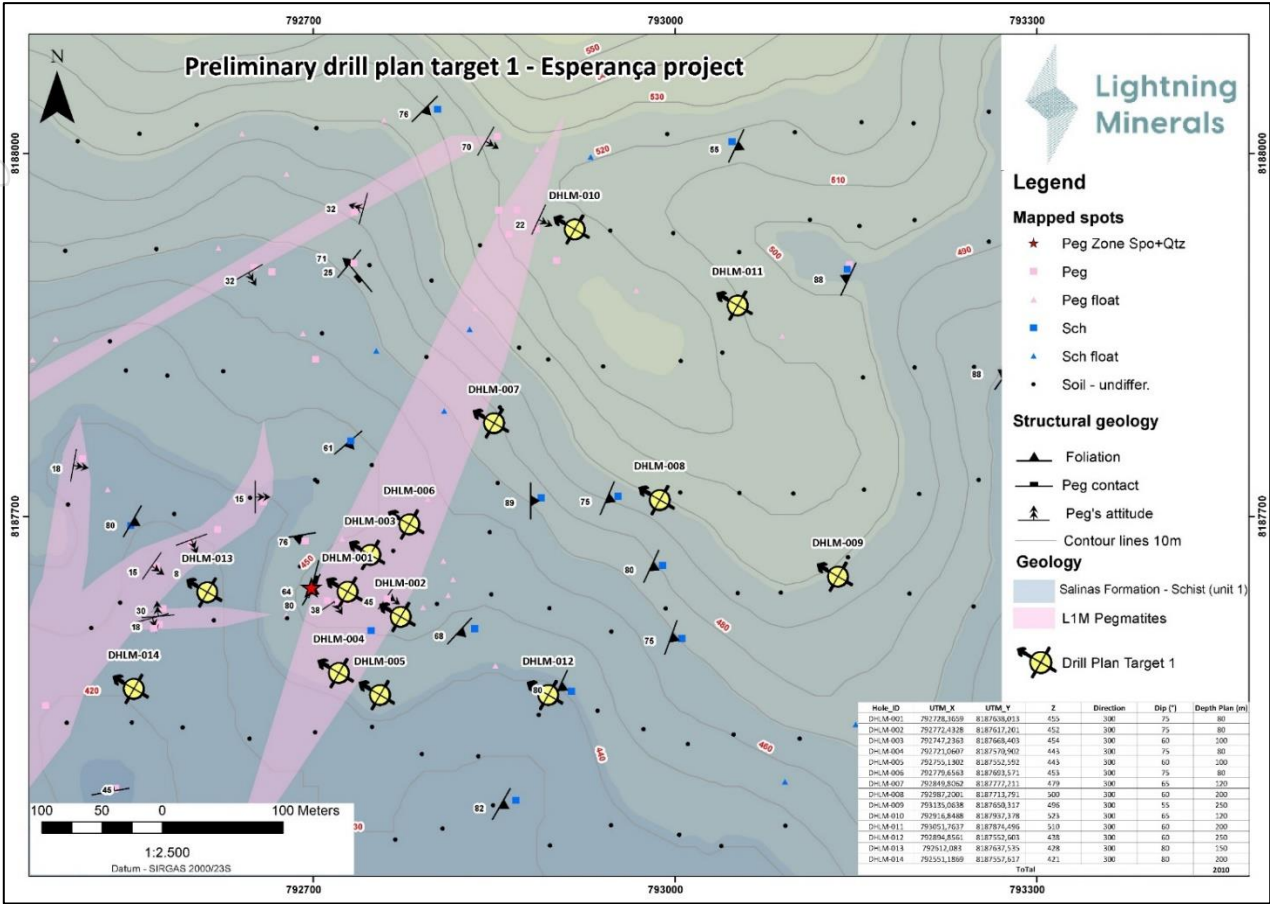 792700 793000 793300
Preliminary drill plan target 1 - Esperança project
N
8188000
8187700
8188000
8187700
550
530
520
510
500
490
480
460
440
450
420
76
70
55
32
DHLM-010
22
71
25
32
DHLM-011
88
DHLM-007
88
61
18
DHLM-008
15
89
75
DHLM-006
80
DHLM-003
76
DHLM-009
DHLM-013
DHLM-001
15
8
80
DHLM-002
64
80
38
45
30
18
DHLM-004
68
75
DHLM-014
DHLM-005
DHLM-012
80
46
82
Lightning
Minerals
Legend
Mapped spots
Peg Zone Spo+Qtz
Peg
Peg float
Sch
Sch float
Soil - undiffer.
Structural geology
Foliation
Peg contact
Peg's attitude
Contour lines 10m
Geology
Salinas Formation - Schist (unit 1)
L1M Pegmatites
Drill Plan Target 1
Hole_ID UTM_X UTM_Y Z Direction Dip (°) Depth Plan (m)
DHLM-001 792728,3659 8187638,013 455 300 75 80
DHLM-002 792772,4328 8187617,201 452 300 75 80
DHLM-003 792747,2363 8187668,403 454 300 60 100
DHLM-004 792721,0607 8187570,902 443 300 75 80
DHLM-005 792755,1302 8187552,592 443 300 60 100
DHLM-006 792779,6563 8187693,571 453 300 75 80
DHLM-007 792849,8062 8187777,211 479 300 65 120
DHLM-008 792987,2001 8187713,791 500 300 60 200
DHLM-009 793135,0638 8187650,317 496 300 55 250
DHLM-010 792916,8488 8187937,378 525 300 65 120
DHLM-011 793051,7637 8187874,496 510 300 60 200
DHLM-012 792894,8561 8187552,603 438 300 60 250
DHLM-013 792612,083 8187637,535 428 300 80 150
DHLM-014 792551,1869 8187557,617 421 300 80 200
ToTal 2010
100 50 0 100 Meters
1:2.500
Datum - SIRGAS 2000/23S
792700 793000 793300